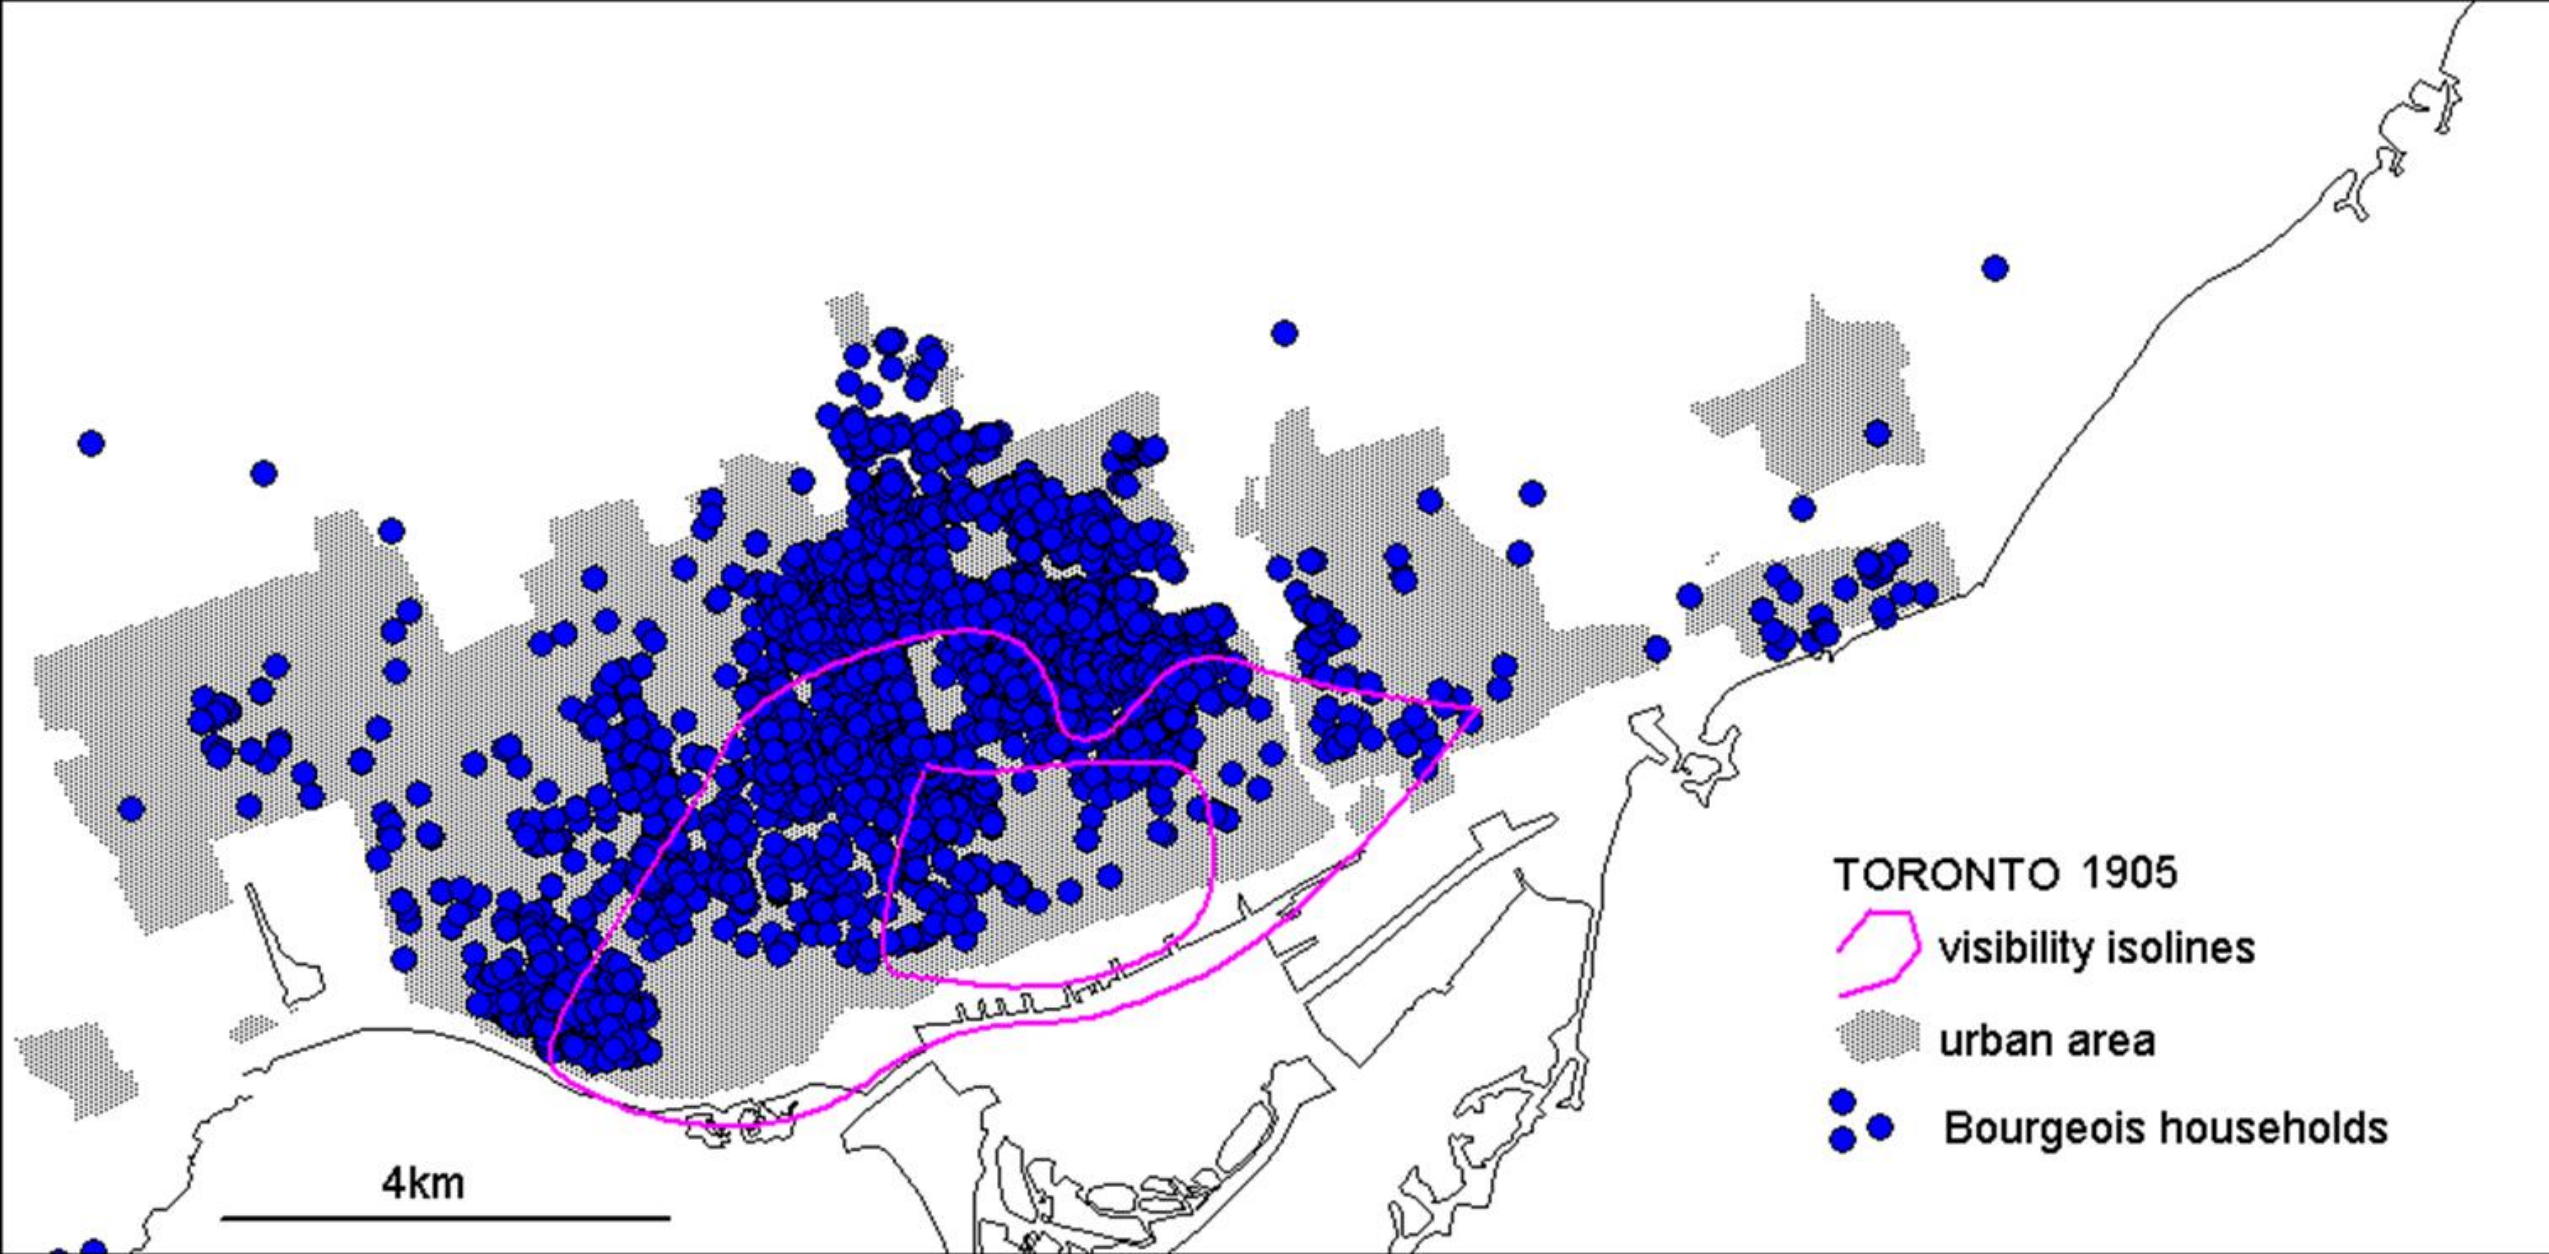 TORONTO 1905
visibility isolines
urban area
Bourgeois households
4km